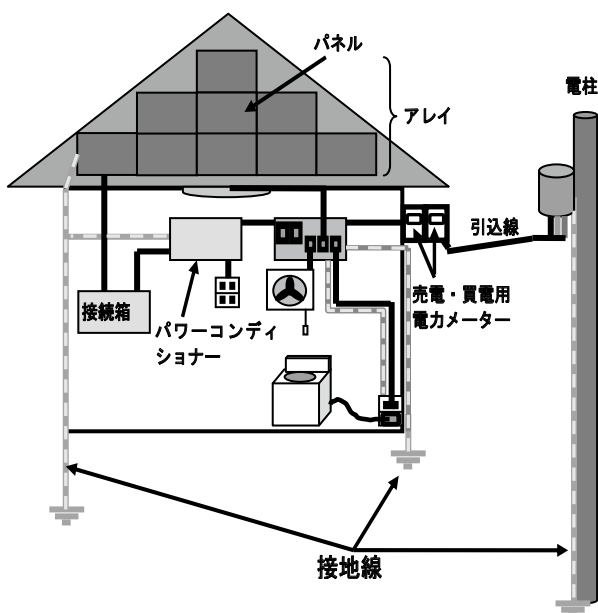 パネル
アレイ
電柱
引込線
売電・買電用
電力メーター
接続箱
パワーコンディ
ショナー
接地線